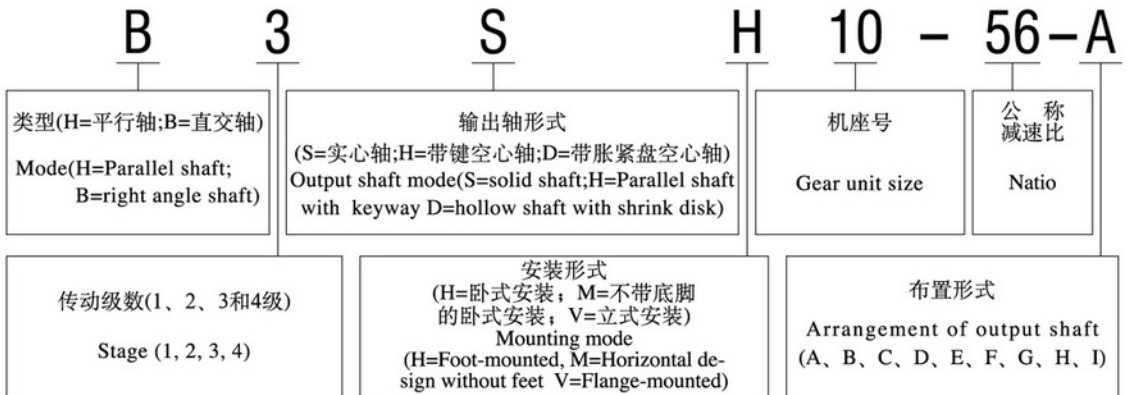 B 3 S H 10 - 56 - A
类型(H=平行轴;B=直交轴)
Mode(H=Parallel shaft;
B=right angle shaft)
输出轴形式
(S=实心轴;H=带键空心轴;D=带胀紧盘空心轴)
Output shaft mode(S=solid shaft;H=Parallel shaft
with keyway D=hollow shaft with shrink disk)
机座号
Gear unit size
公 称
减速比
Natio
传动级数(1、2、3和4级)
Stage (1, 2, 3, 4)
安装形式
(H=卧式安装；M=不带底脚
的卧式安装；V=立式安装)
Mounting mode
(H=Foot-mounted, M=Horizontal de-
sign without feet V=Flange-mounted)
布置形式
Arrangement of output shaft
(A、B、C、D、E、F、G、H、I)